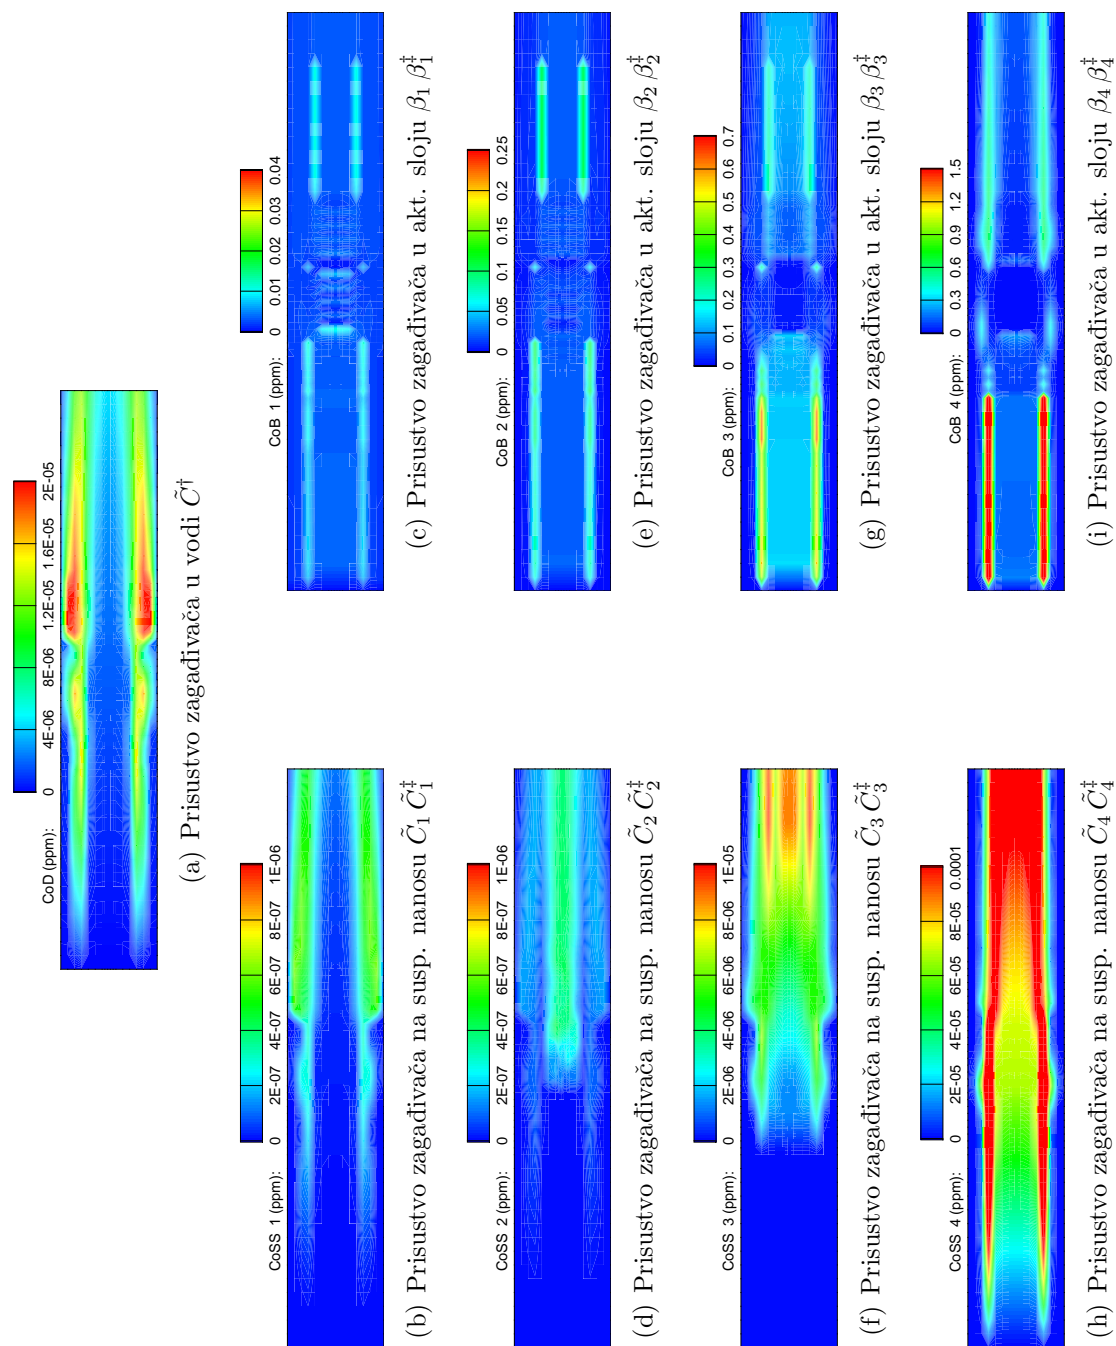 CoD (ppm): 0 4E-06 8E-06 1.2E-05 1.6E-05 2E-05
(a) Prisustvo zagađivača u vodi C̃†
CoSS 1 (ppm): 0 2E-07 4E-07 6E-07 8E-07 1E-06
(b) Prisustvo zagađivača na susp. nanosu C̃₁ C̃₁‡
CoB 1 (ppm): 0 0.01 0.02 0.03 0.04
(c) Prisustvo zagađivača u akt. sloju β₁ β₁‡
CoSS 2 (ppm): 0 2E-07 4E-07 6E-07 8E-07 1E-06
(d) Prisustvo zagađivača na susp. nanosu C̃₂ C̃₂‡
CoB 2 (ppm): 0 0.05 0.1 0.15 0.2 0.25
(e) Prisustvo zagađivača u akt. sloju β₂ β₂‡
CoSS 3 (ppm): 0 2E-06 4E-06 6E-06 8E-06 1E-05
(f) Prisustvo zagađivača na susp. nanosu C̃₃ C̃₃‡
CoB 3 (ppm): 0 0.1 0.2 0.3 0.4 0.5 0.6 0.7
(g) Prisustvo zagađivača u akt. sloju β₃ β₃‡
CoSS 4 (ppm): 0 2E-05 4E-05 6E-05 8E-05 0.0001
(h) Prisustvo zagađivača na susp. nanosu C̃₄ C̃₄‡
CoB 4 (ppm): 0 0.3 0.6 0.9 1.2 1.5
(i) Prisustvo zagađivača u akt. sloju β₄ β₄‡